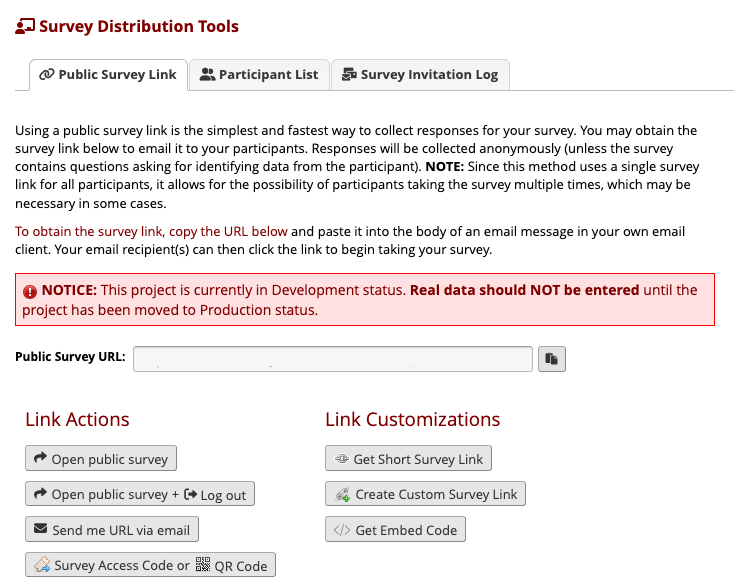 Survey Distribution Tools
Public Survey Link
Participant List
Survey Invitation Log
Using a public survey link is the simplest and fastest way to collect responses for your survey. You may obtain the
survey link below to email it to your participants. Responses will be collected anonymously (unless the survey
contains questions asking for identifying data from the participant). NOTE: Since this method uses a single survey
link for all participants, it allows for the possibility of participants taking the survey multiple times, which may be
necessary in some cases.
To obtain the survey link, copy the URL below and paste it into the body of an email message in your own email
client. Your email recipient(s) can then click the link to begin taking your survey.
NOTICE: This project is currently in Development status. Real data should NOT be entered until the
project has been moved to Production status.
Public Survey URL:
Link Actions
Open public survey
Open public survey + Log out
Send me URL via email
Survey Access Code or QR Code
Link Customizations
Get Short Survey Link
Create Custom Survey Link
</> Get Embed Code